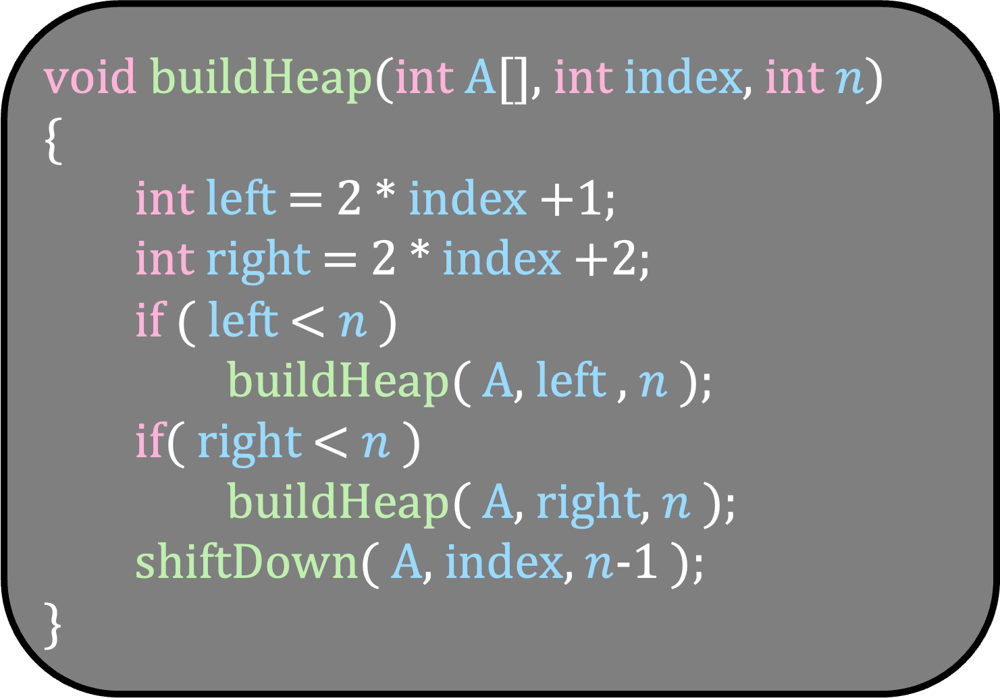 void buildHeap(int A[], int index, int n)
{
int left = 2 * index +1;
int right = 2 * index +2;
if ( left < n )
buildHeap( A, left , n );
if( right < n )
buildHeap( A, right, n );
shiftDown( A, index, n-1 );
}